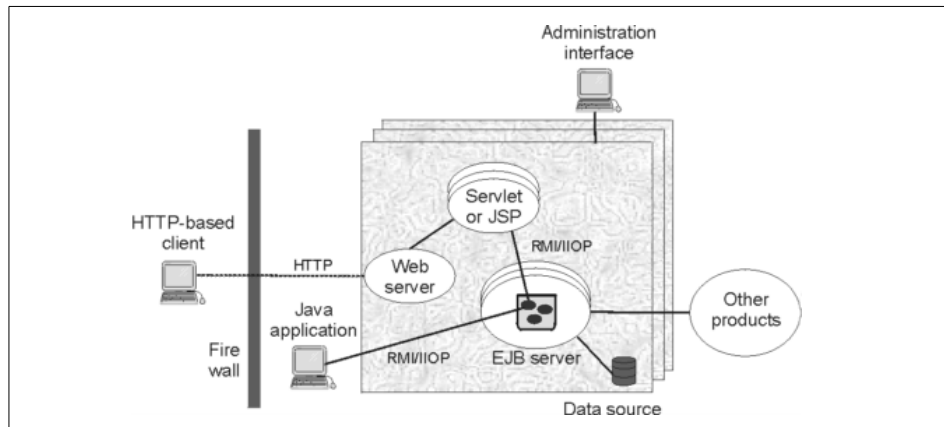 Administration
interface
Servlet
or JSP
HTTP-based
client
HTTP
Web
server
RMI/IIOP
Java
application
Other
products
Fire
wall
RMI/IIOP
EJB server
Data source